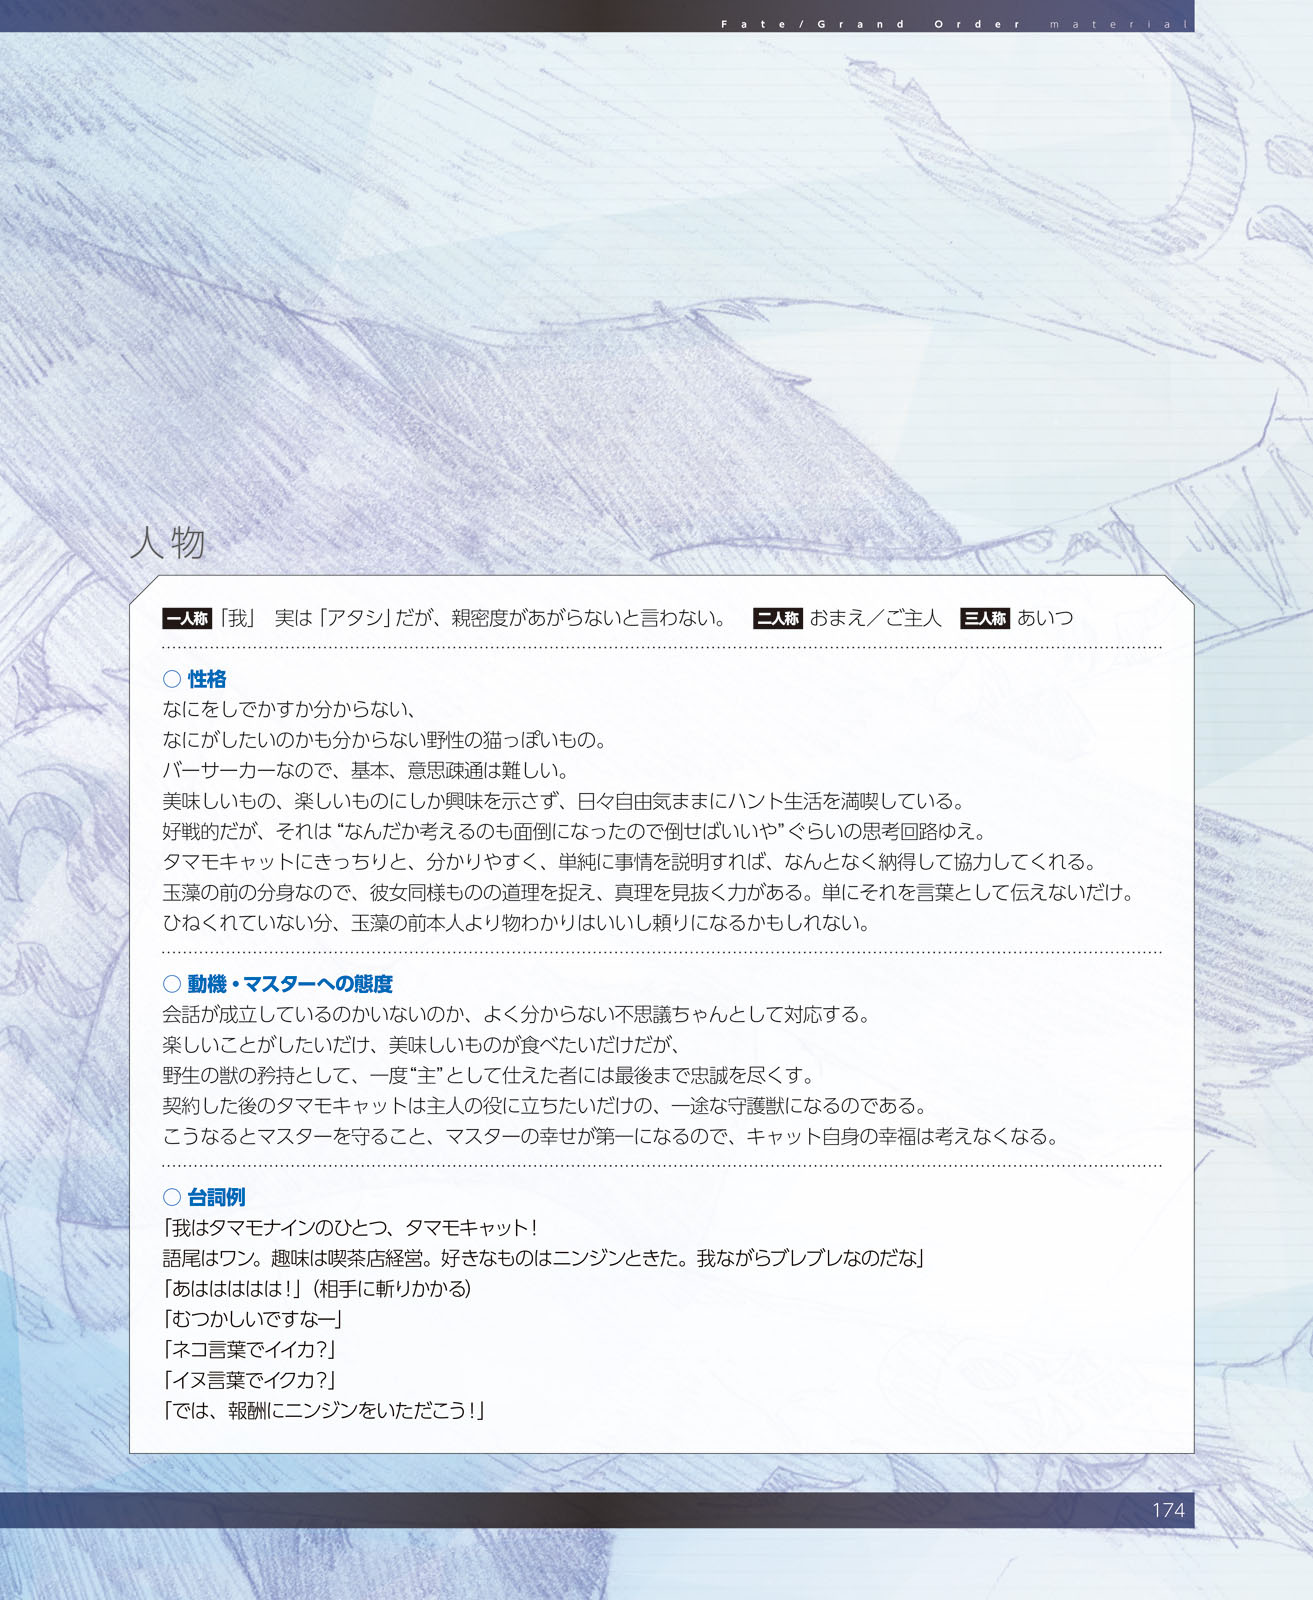 Fate/Grand Order material
人物
一人称 「我」 実は「アタシ」だが、親密度があがらないと言わない。 二人称 おまえ／ご主人 三人称 あいつ
○ 性格
なにをしでかすか分からない、
なにがしたいのかも分からない野性の猫っぽいもの。
バーサーカーなので、基本、意思疎通は難しい。
美味しいもの、楽しいものにしか興味を示さず、日々自由気ままにハント生活を満喫している。
好戦的だが、それは“なんだか考えるのも面倒になったので倒せばいいや”ぐらいの思考回路ゆえ。
タマモキャットにきっちりと、分かりやすく、単純に事情を説明すれば、なんとなく納得して協力してくれる。
玉藻の前の分身なので、彼女同様ものの道理を捉え、真理を見抜く力がある。単にそれを言葉として伝えないだけ。
ひねくれていない分、玉藻の前本人より物わかりはいいし頼りになるかもしれない。
○ 動機・マスターへの態度
会話が成立しているのかいないのか、よく分からない不思議ちゃんとして対応する。
楽しいことがしたいだけ、美味しいものが食べたいだけだが、
野生の獣の矜持として、一度“主”として仕えた者には最後まで忠誠を尽くす。
契約した後のタマモキャットは主人の役に立ちたいだけの、一途な守護獣になるのである。
こうなるとマスターを守ること、マスターの幸せが第一になるので、キャット自身の幸福は考えなくなる。
○ 台詞例
「我はタマモナインのひとつ、タマモキャット！
語尾はワン。趣味は喫茶店経営。好きなものはニンジンときた。我ながらブレブレなのだな」
「あははははは！」（相手に斬りかかる）
「むつかしいですなー」
「ネコ言葉でイイカ？」
「イヌ言葉でイクカ？」
「では、報酬にニンジンをいただこう！」
174